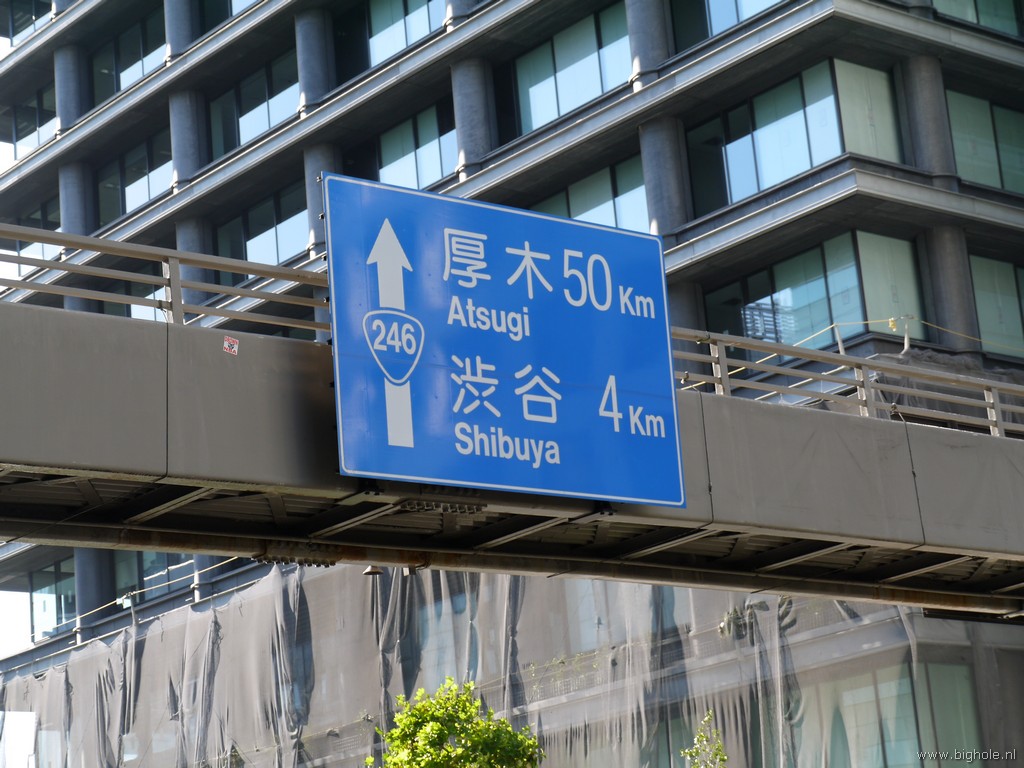 厚木 50 Km
Atsugi
246
渋谷 4 Km
Shibuya
www.bighole.nl